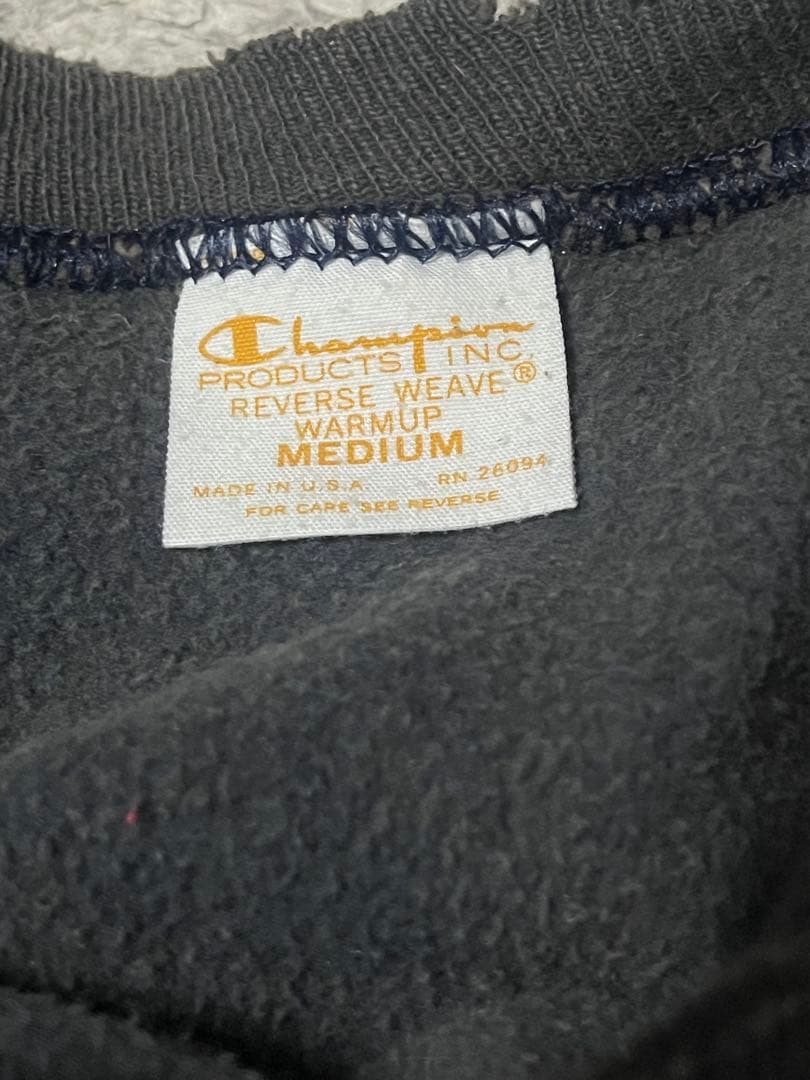 Champion
PRODUCTS INC.
REVERSE WEAVE®
WARMUP
MEDIUM
MADE IN U.S.A. RN 26094
FOR CARE SEE REVERSE